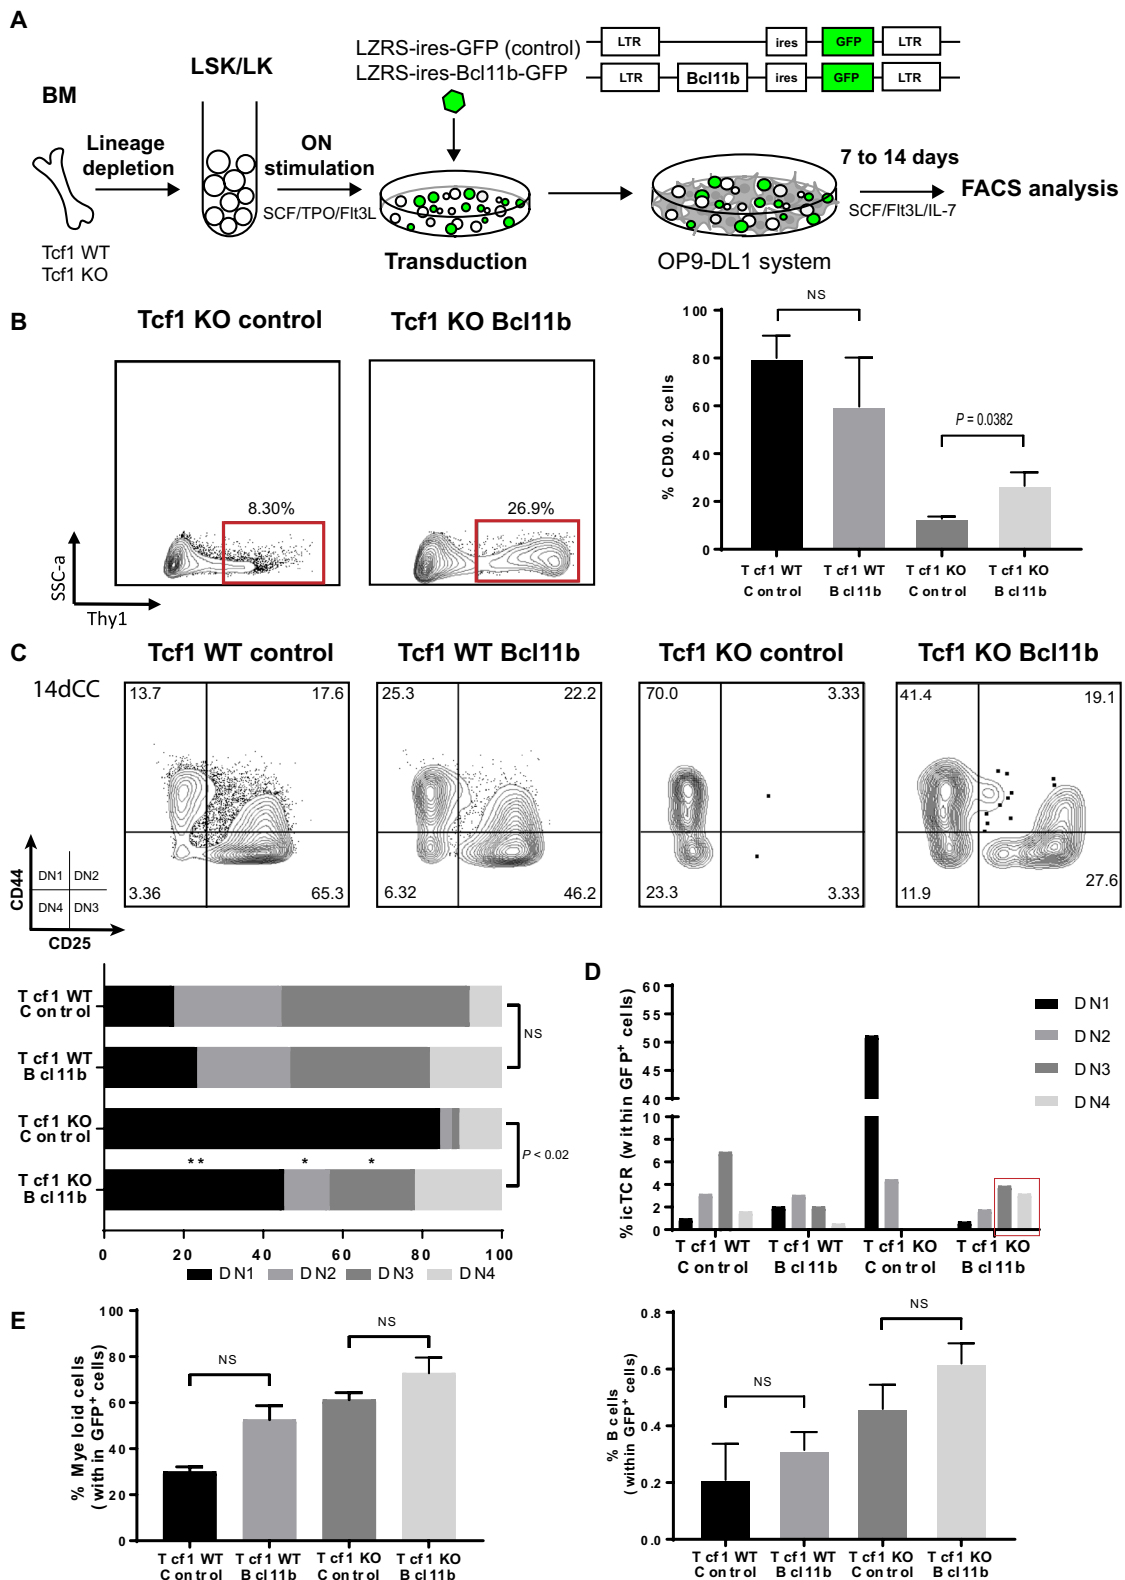 A
LZRS-ires-GFP (control)
LTR
ires
GFP
LTR
LZRS-ires-Bcl11b-GFP
LTR
Bcl11b
ires
GFP
LTR
LSK/LK
BM
Lineage
depletion
ON
stimulation
SCF/TPO/Flt3L
7 to 14 days
SCF/Flt3L/IL-7
FACS analysis
Tcf1 WT
Tcf1 KO
Transduction
OP9-DL1 system
B
Tcf1 KO control
Tcf1 KO Bcl11b
8.30%
26.9%
SSC-a
Thy1
% CD90.2 cells
100
80
60
40
20
0
NS
P = 0.0382
Tcf1 WT
Control
Tcf1 WT
Bcl11b
Tcf1 KO
Control
Tcf1 KO
Bcl11b
C
Tcf1 WT control
Tcf1 WT Bcl11b
Tcf1 KO control
Tcf1 KO Bcl11b
14dCC
13.7
17.6
3.36
65.3
25.3
22.2
6.32
46.2
70.0
3.33
23.3
3.33
41.4
19.1
11.9
27.6
CD44
DN1
DN2
DN4
DN3
CD25
Tcf1 WT
Control
Tcf1 WT
Bcl11b
Tcf1 KO
Control
Tcf1 KO
Bcl11b
NS
P < 0.02
**
*
*
0
20
40
60
80
100
DN1
DN2
DN3
DN4
D
% icTCR (within GFP+ cells)
60
55
50
45
40
10
8
6
4
2
0
Tcf1 WT
Control
Tcf1 WT
Bcl11b
Tcf1 KO
Control
Tcf1 KO
Bcl11b
DN1
DN2
DN3
DN4
E
% Myeloid cells
(within GFP+ cells)
100
80
60
40
20
0
NS
NS
Tcf1 WT
Control
Tcf1 WT
Bcl11b
Tcf1 KO
Control
Tcf1 KO
Bcl11b
% B cells
(within GFP+ cells)
0.8
0.6
0.4
0.2
0.0
NS
NS
Tcf1 WT
Control
Tcf1 WT
Bcl11b
Tcf1 KO
Control
Tcf1 KO
Bcl11b